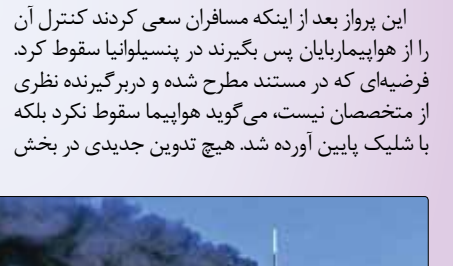 این پرواز بعد از اینکه مسافران سعی کردند کنترل آن
را از هواپیماربایان پس بگیرند در پنسیلوانیا سقوط کرد.
فرضیه‌ای که در مستند مطرح شده و دربرگیرنده نظری
از متخصصان نیست، می‌گوید هواپیما سقوط نکرد بلکه
با شلیک پایین آورده شد. هیچ تدوین جدیدی در بخش